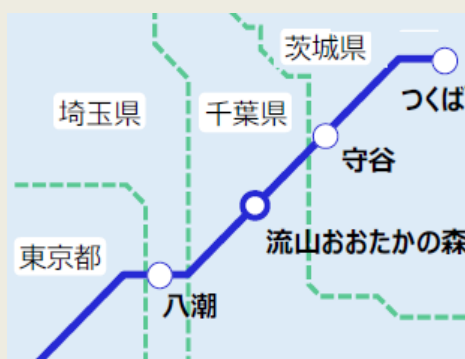 茨城県
つくば
埼玉県
千葉県
守谷
流山おおたかの森
東京都
八潮